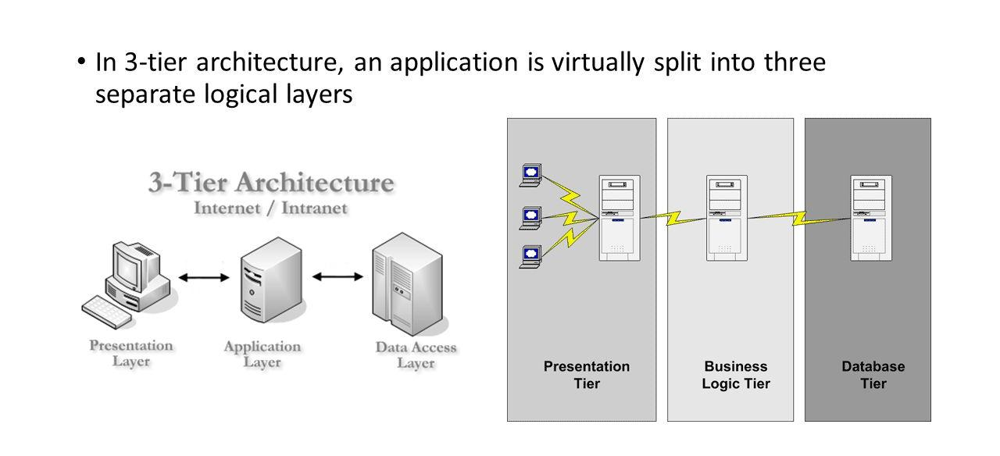 • In 3-tier architecture, an application is virtually split into three
separate logical layers
3-Tier Architecture
Internet / Intranet
Presentation
Layer
Application
Layer
Data Access
Layer
Presentation
Tier
Business
Logic Tier
Database
Tier